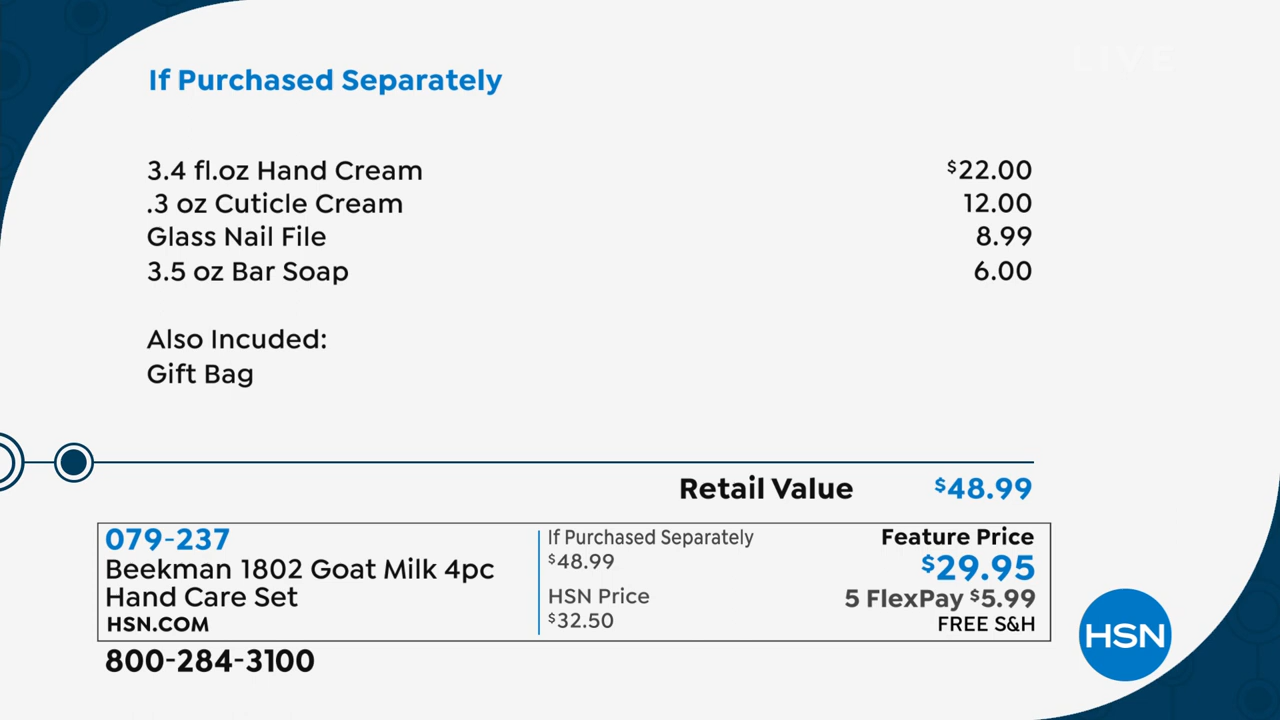 LIVE
If Purchased Separately
3.4 fl.oz Hand Cream $22.00
.3 oz Cuticle Cream 12.00
Glass Nail File 8.99
3.5 oz Bar Soap 6.00
Also Incuded:
Gift Bag
Retail Value $48.99
079-237
Beekman 1802 Goat Milk 4pc
Hand Care Set
HSN.COM
If Purchased Separately
$48.99
HSN Price
$32.50
Feature Price
$29.95
5 FlexPay $5.99
FREE S&H
800-284-3100
HSN